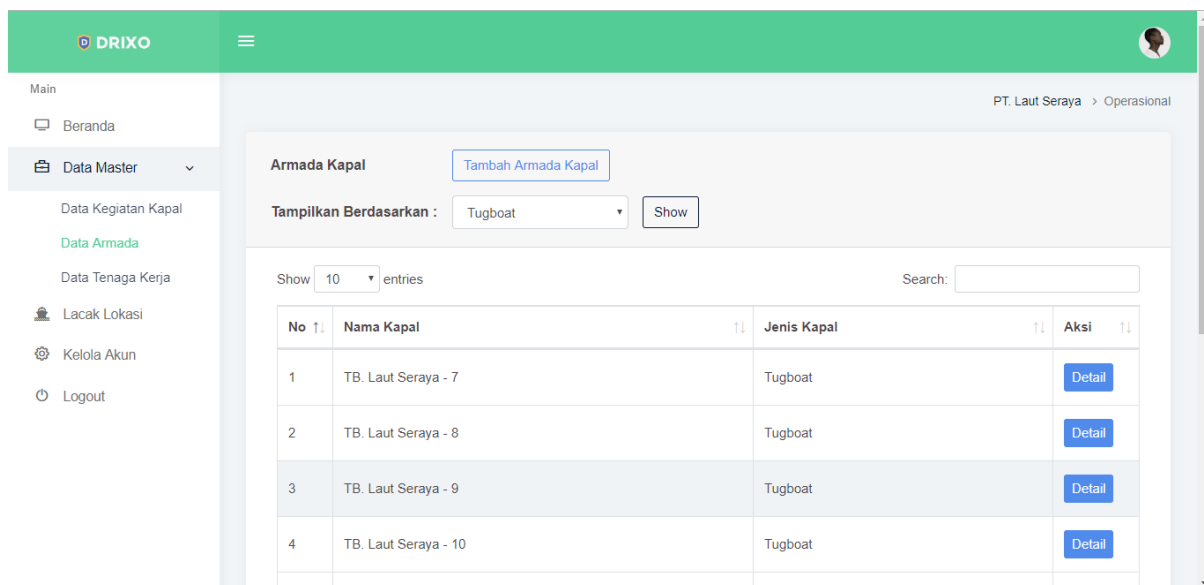 DRIXO
Main
Beranda
Data Master
Data Kegiatan Kapal
Data Armada
Data Tenaga Kerja
Lacak Lokasi
Kelola Akun
Logout
PT. Laut Seraya > Operasional
Armada Kapal Tambah Armada Kapal
Tampilkan Berdasarkan : Tugboat Show
Show 10 entries Search:
No Nama Kapal Jenis Kapal Aksi
1 TB. Laut Seraya - 7 Tugboat Detail
2 TB. Laut Seraya - 8 Tugboat Detail
3 TB. Laut Seraya - 9 Tugboat Detail
4 TB. Laut Seraya - 10 Tugboat Detail